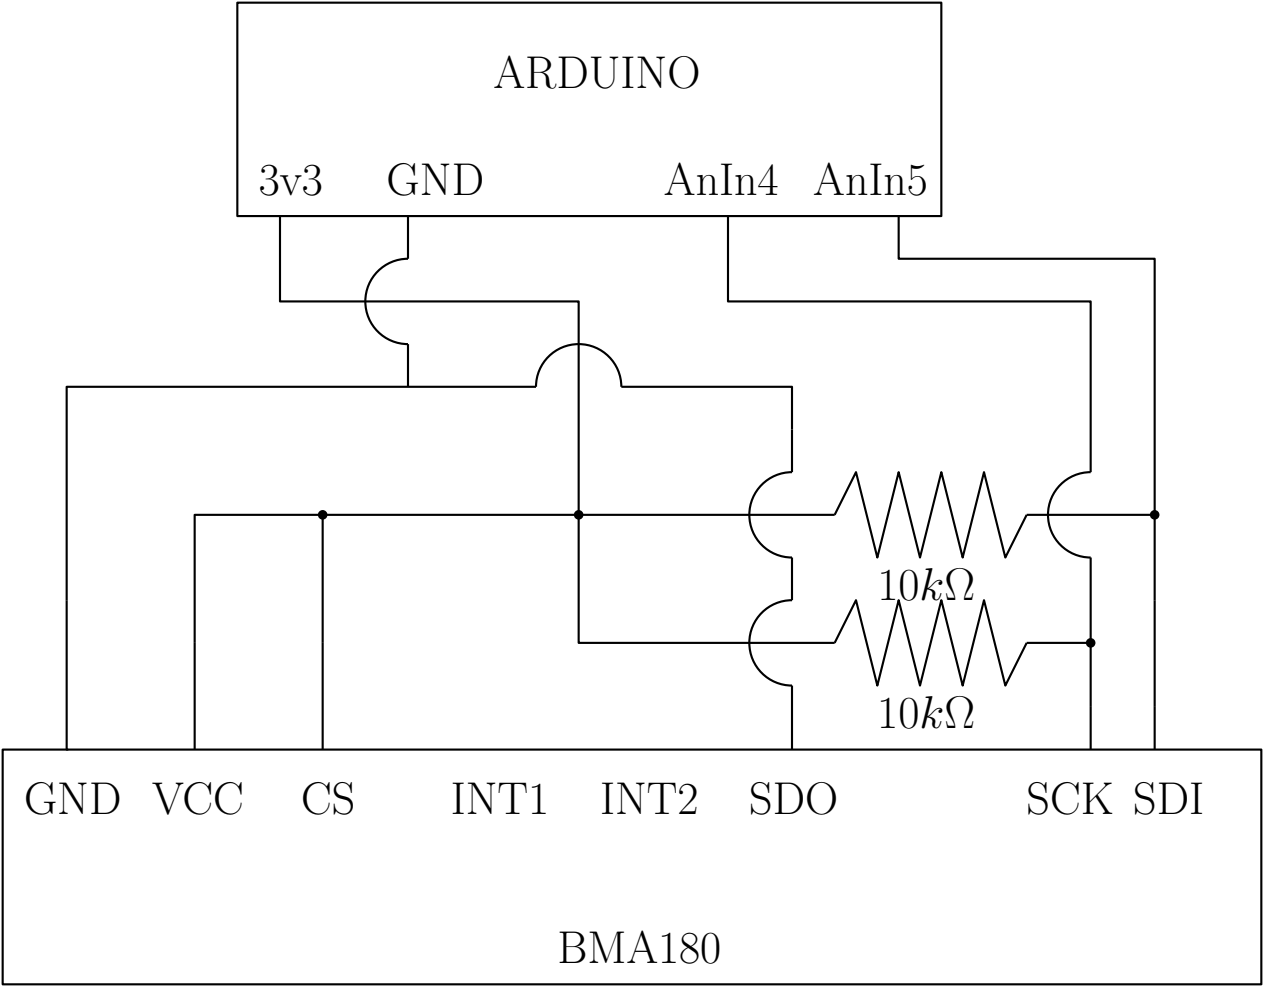 ARDUINO
3v3 GND AnIn4 AnIn5
10kΩ
10kΩ
GND VCC CS INT1 INT2 SDO SCK SDI
BMA180